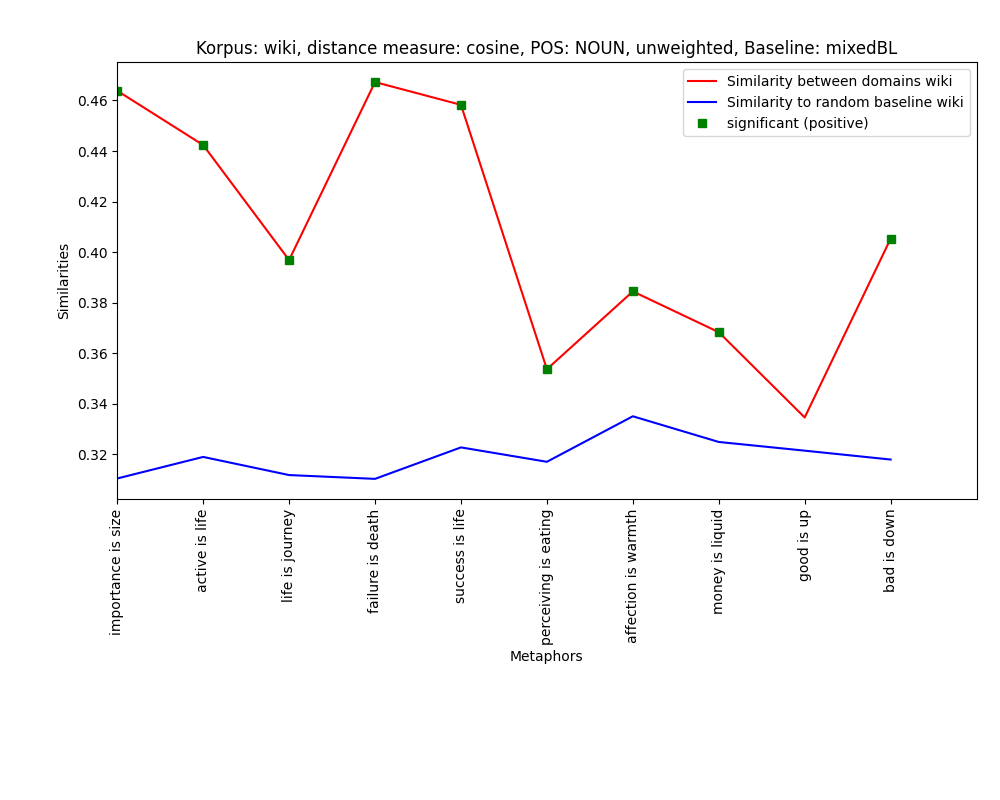 Korpus: wiki, distance measure: cosine, POS: NOUN, unweighted, Baseline: mixedBL
Similarity between domains wiki
Similarity to random baseline wiki
significant (positive)
Similarities
0.46
0.44
0.42
0.40
0.38
0.36
0.34
0.32
importance is size
active is life
life is journey
failure is death
success is life
perceiving is eating
affection is warmth
money is liquid
good is up
bad is down
Metaphors